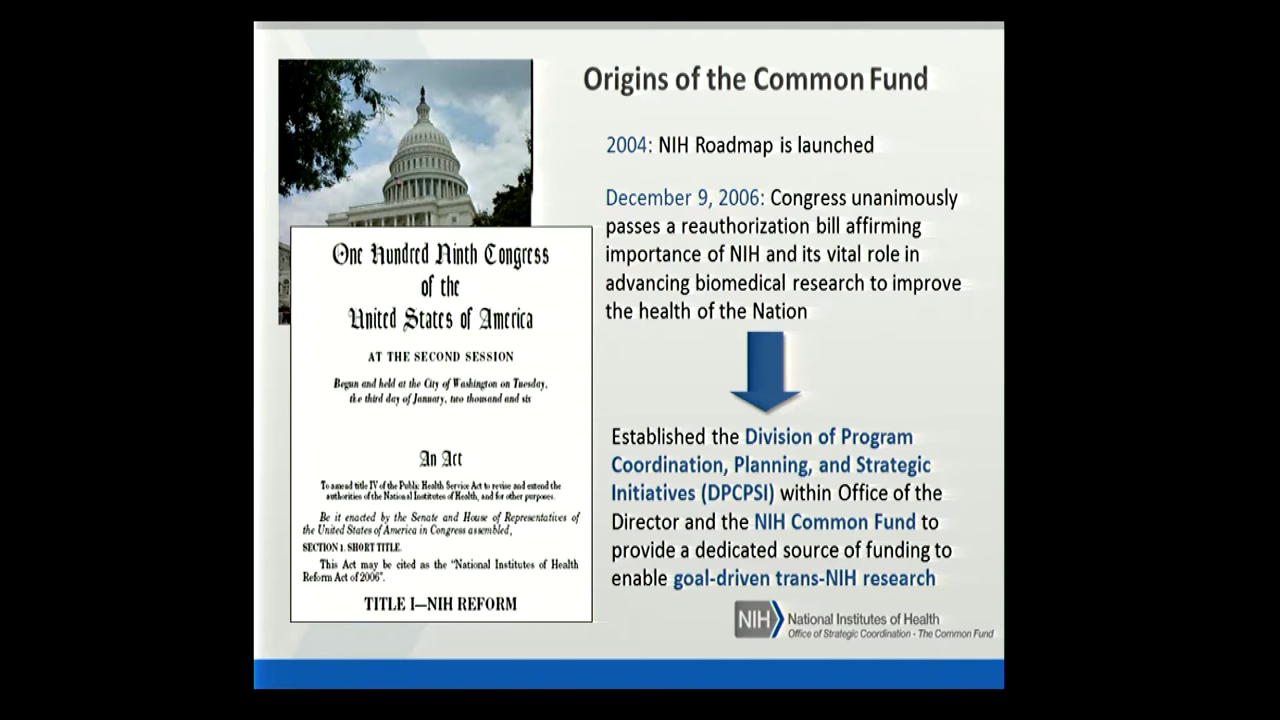 Origins of the Common Fund
2004: NIH Roadmap is launched
December 9, 2006: Congress unanimously
passes a reauthorization bill affirming
importance of NIH and its vital role in
advancing biomedical research to improve
the health of the Nation
Established the Division of Program
Coordination, Planning, and Strategic
Initiatives (DPCPSI) within Office of the
Director and the NIH Common Fund to
provide a dedicated source of funding to
enable goal-driven trans-NIH research
One Hundred Ninth Congress
of the
United States of America
AT THE SECOND SESSION
Begun and held at the City of Washington on Tuesday,
the third day of January, two thousand and six
An Act
To amend title IV of the Public Health Service Act to revise and extend the
authorities of the National Institutes of Health, and for other purposes.
Be it enacted by the Senate and House of Representatives of
the United States of America in Congress assembled,
SECTION 1. SHORT TITLE.
This Act may be cited as the "National Institutes of Health
Reform Act of 2006".
TITLE I—NIH REFORM
NIH National Institutes of Health
Office of Strategic Coordination - The Common Fund